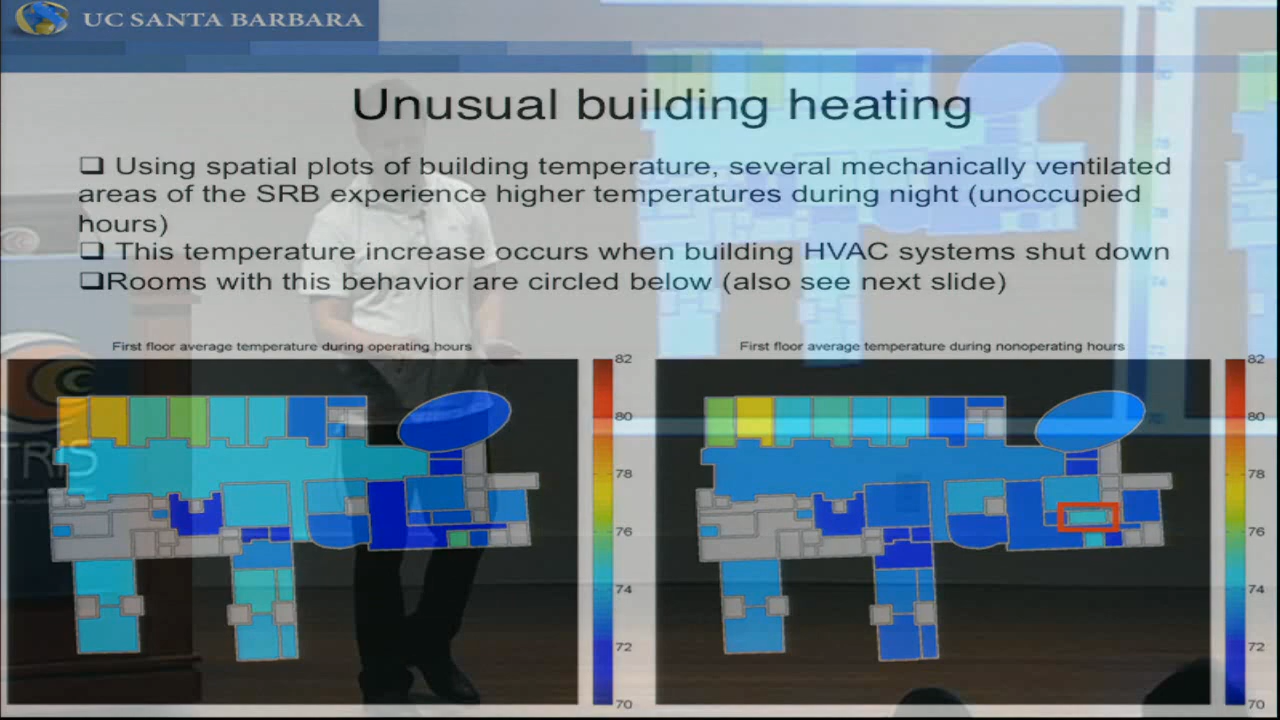 UC SANTA BARBARA
Unusual building heating
❑ Using spatial plots of building temperature, several mechanically ventilated
areas of the SRB experience higher temperatures during night (unoccupied
hours)
❑ This temperature increase occurs when building HVAC systems shut down
❑Rooms with this behavior are circled below (also see next slide)
First floor average temperature during operating hours
First floor average temperature during nonoperating hours
82
80
78
76
74
72
70
82
80
78
76
74
72
70
TRIS